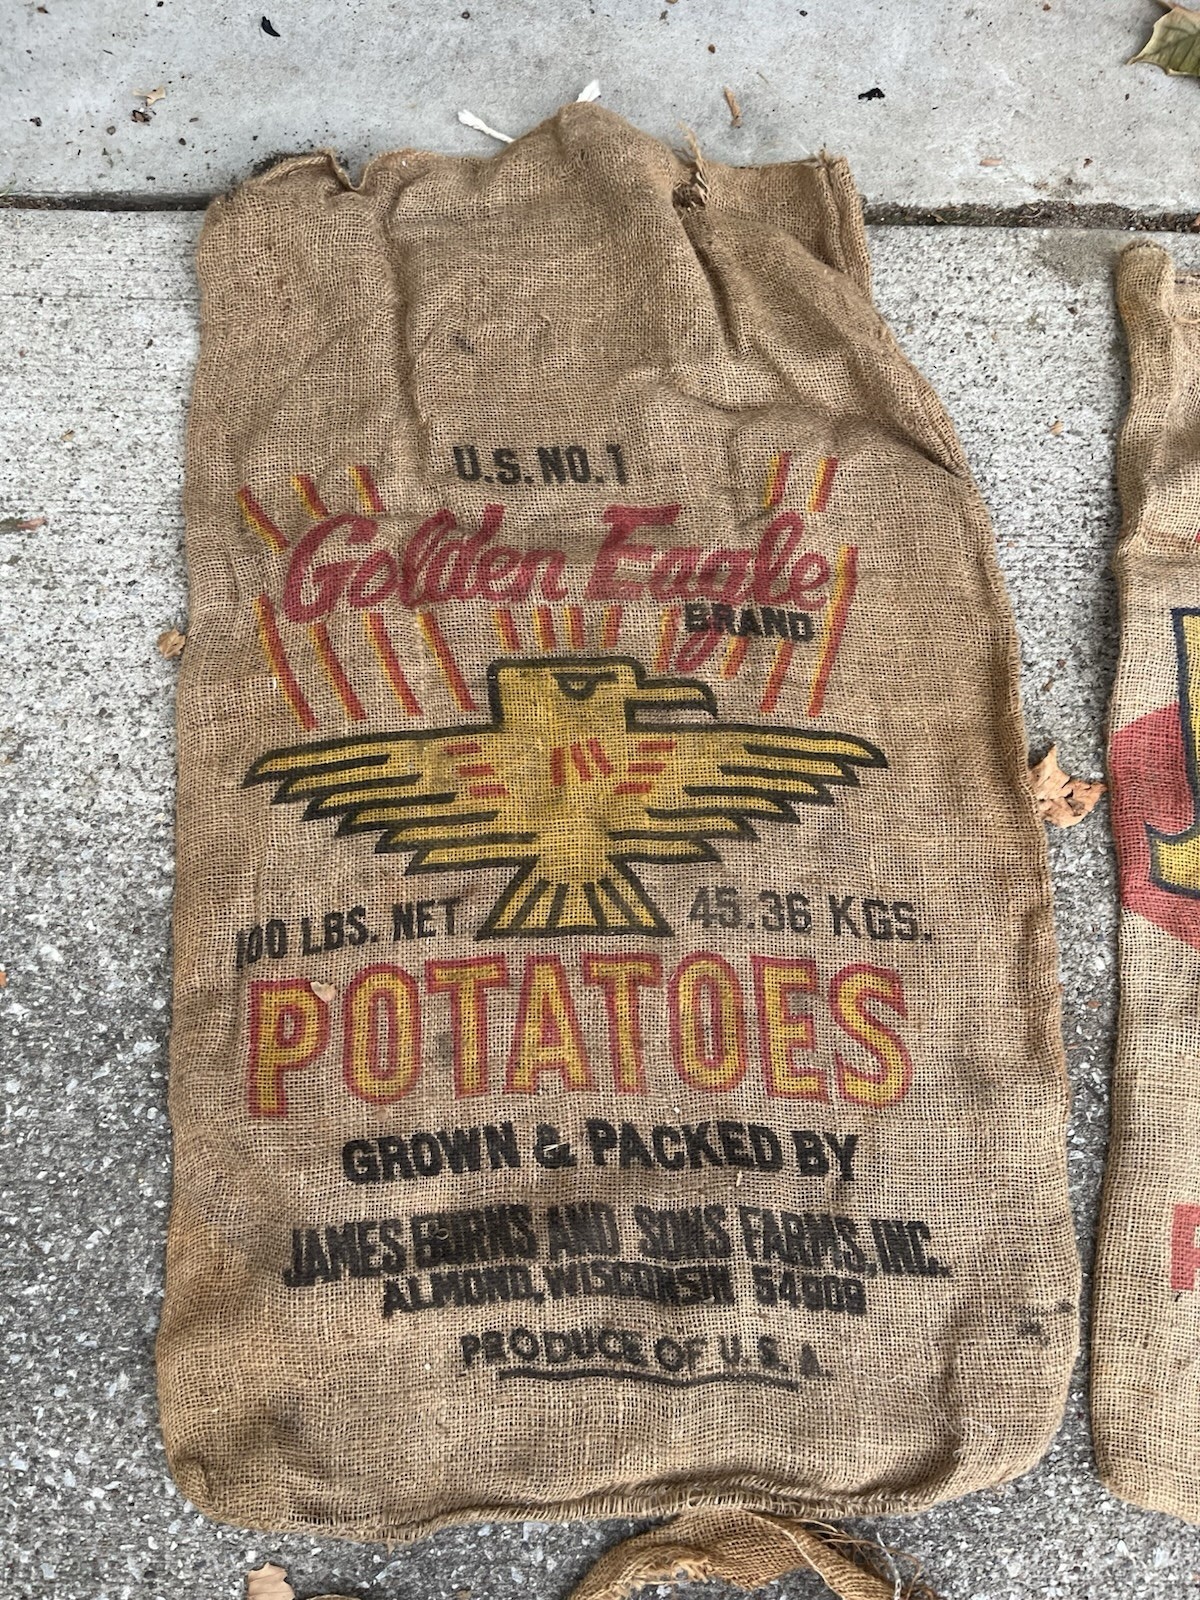 U.S. NO. 1
Golden Eagle
BRAND
100 LBS. NET 45.36 KGS.
POTATOES
GROWN & PACKED BY
JAMES BURNS AND SONS FARMS, INC.
ALMOND, WISCONSIN 54909
PRODUCE OF U.S.A